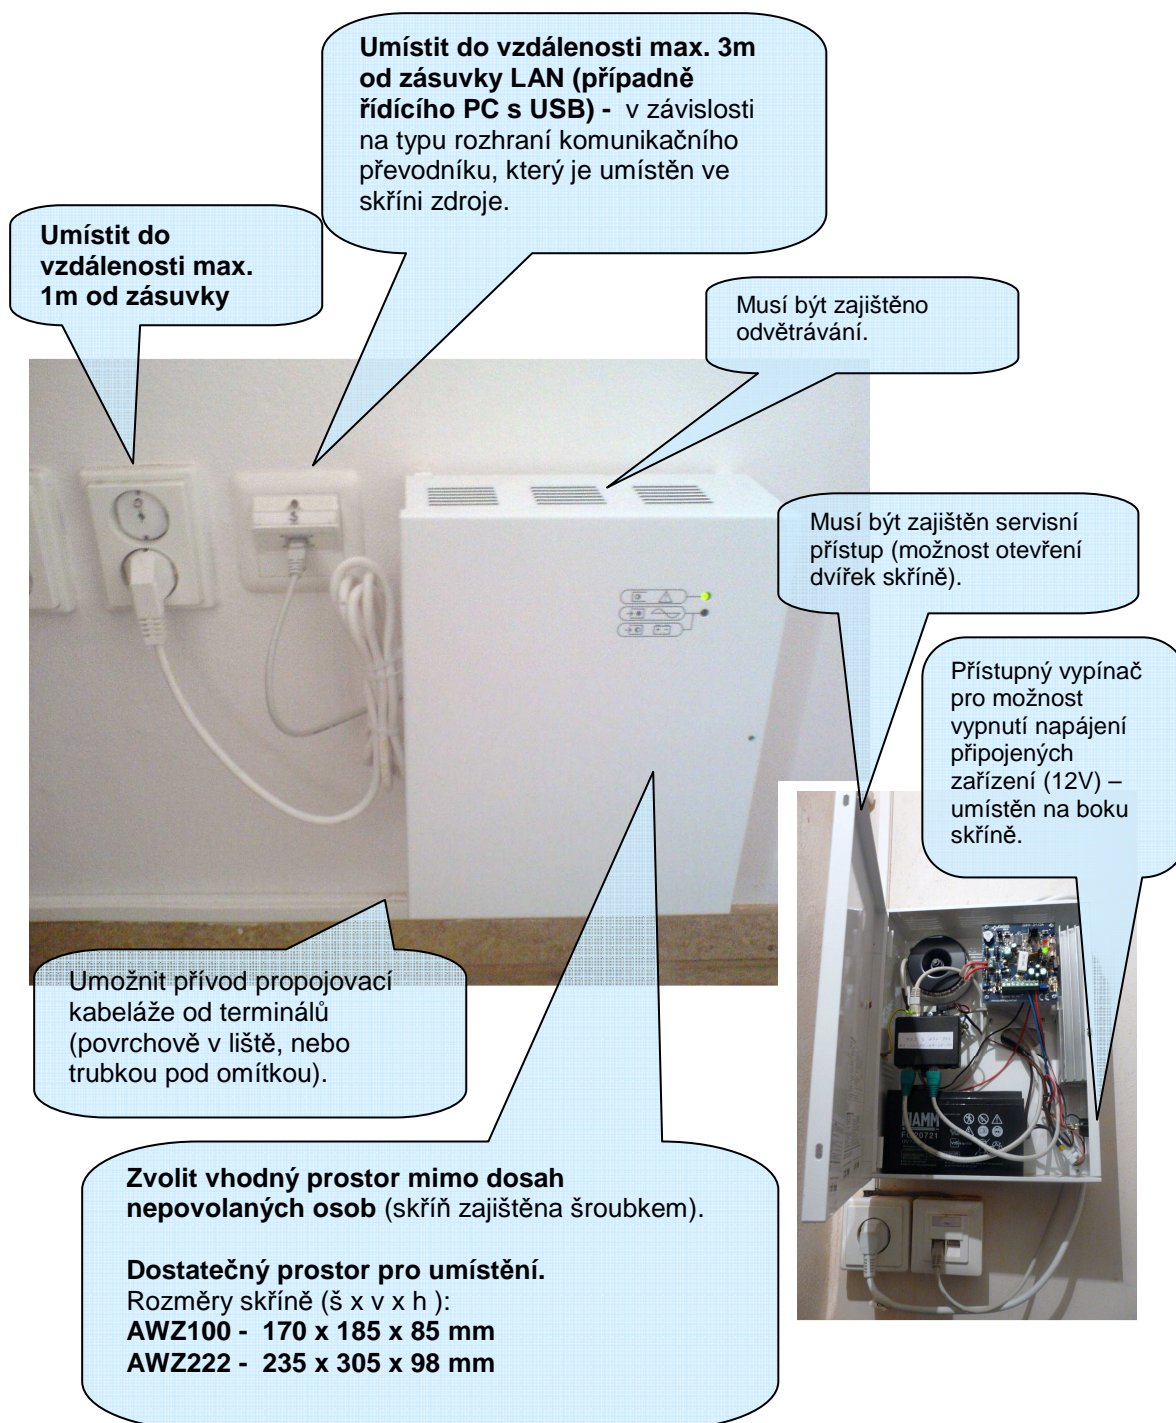 Umístit do vzdálenosti max. 3m
od zásuvky LAN (případně
řídícího PC s USB) - v závislosti
na typu rozhraní komunikačního
převodníku, který je umístěn ve
skříni zdroje.
Umístit do
vzdálenosti max.
1m od zásuvky
Musí být zajištěno
odvětrávání.
Musí být zajištěn servisní
přístup (možnost otevření
dvířek skříně).
Přístupný vypínač
pro možnost
vypnutí napájení
připojených
zařízení (12V) –
umístěn na boku
skříně.
Umožnit přívod propojovací
kabeláže od terminálů
(povrchově v liště, nebo
trubkou pod omítkou).
FIAMM
FG20721
Zvolit vhodný prostor mimo dosah
nepovolaných osob (skříň zajištěna šroubkem).
Dostatečný prostor pro umístění.
Rozměry skříně (š x v x h ):
AWZ100 - 170 x 185 x 85 mm
AWZ222 - 235 x 305 x 98 mm